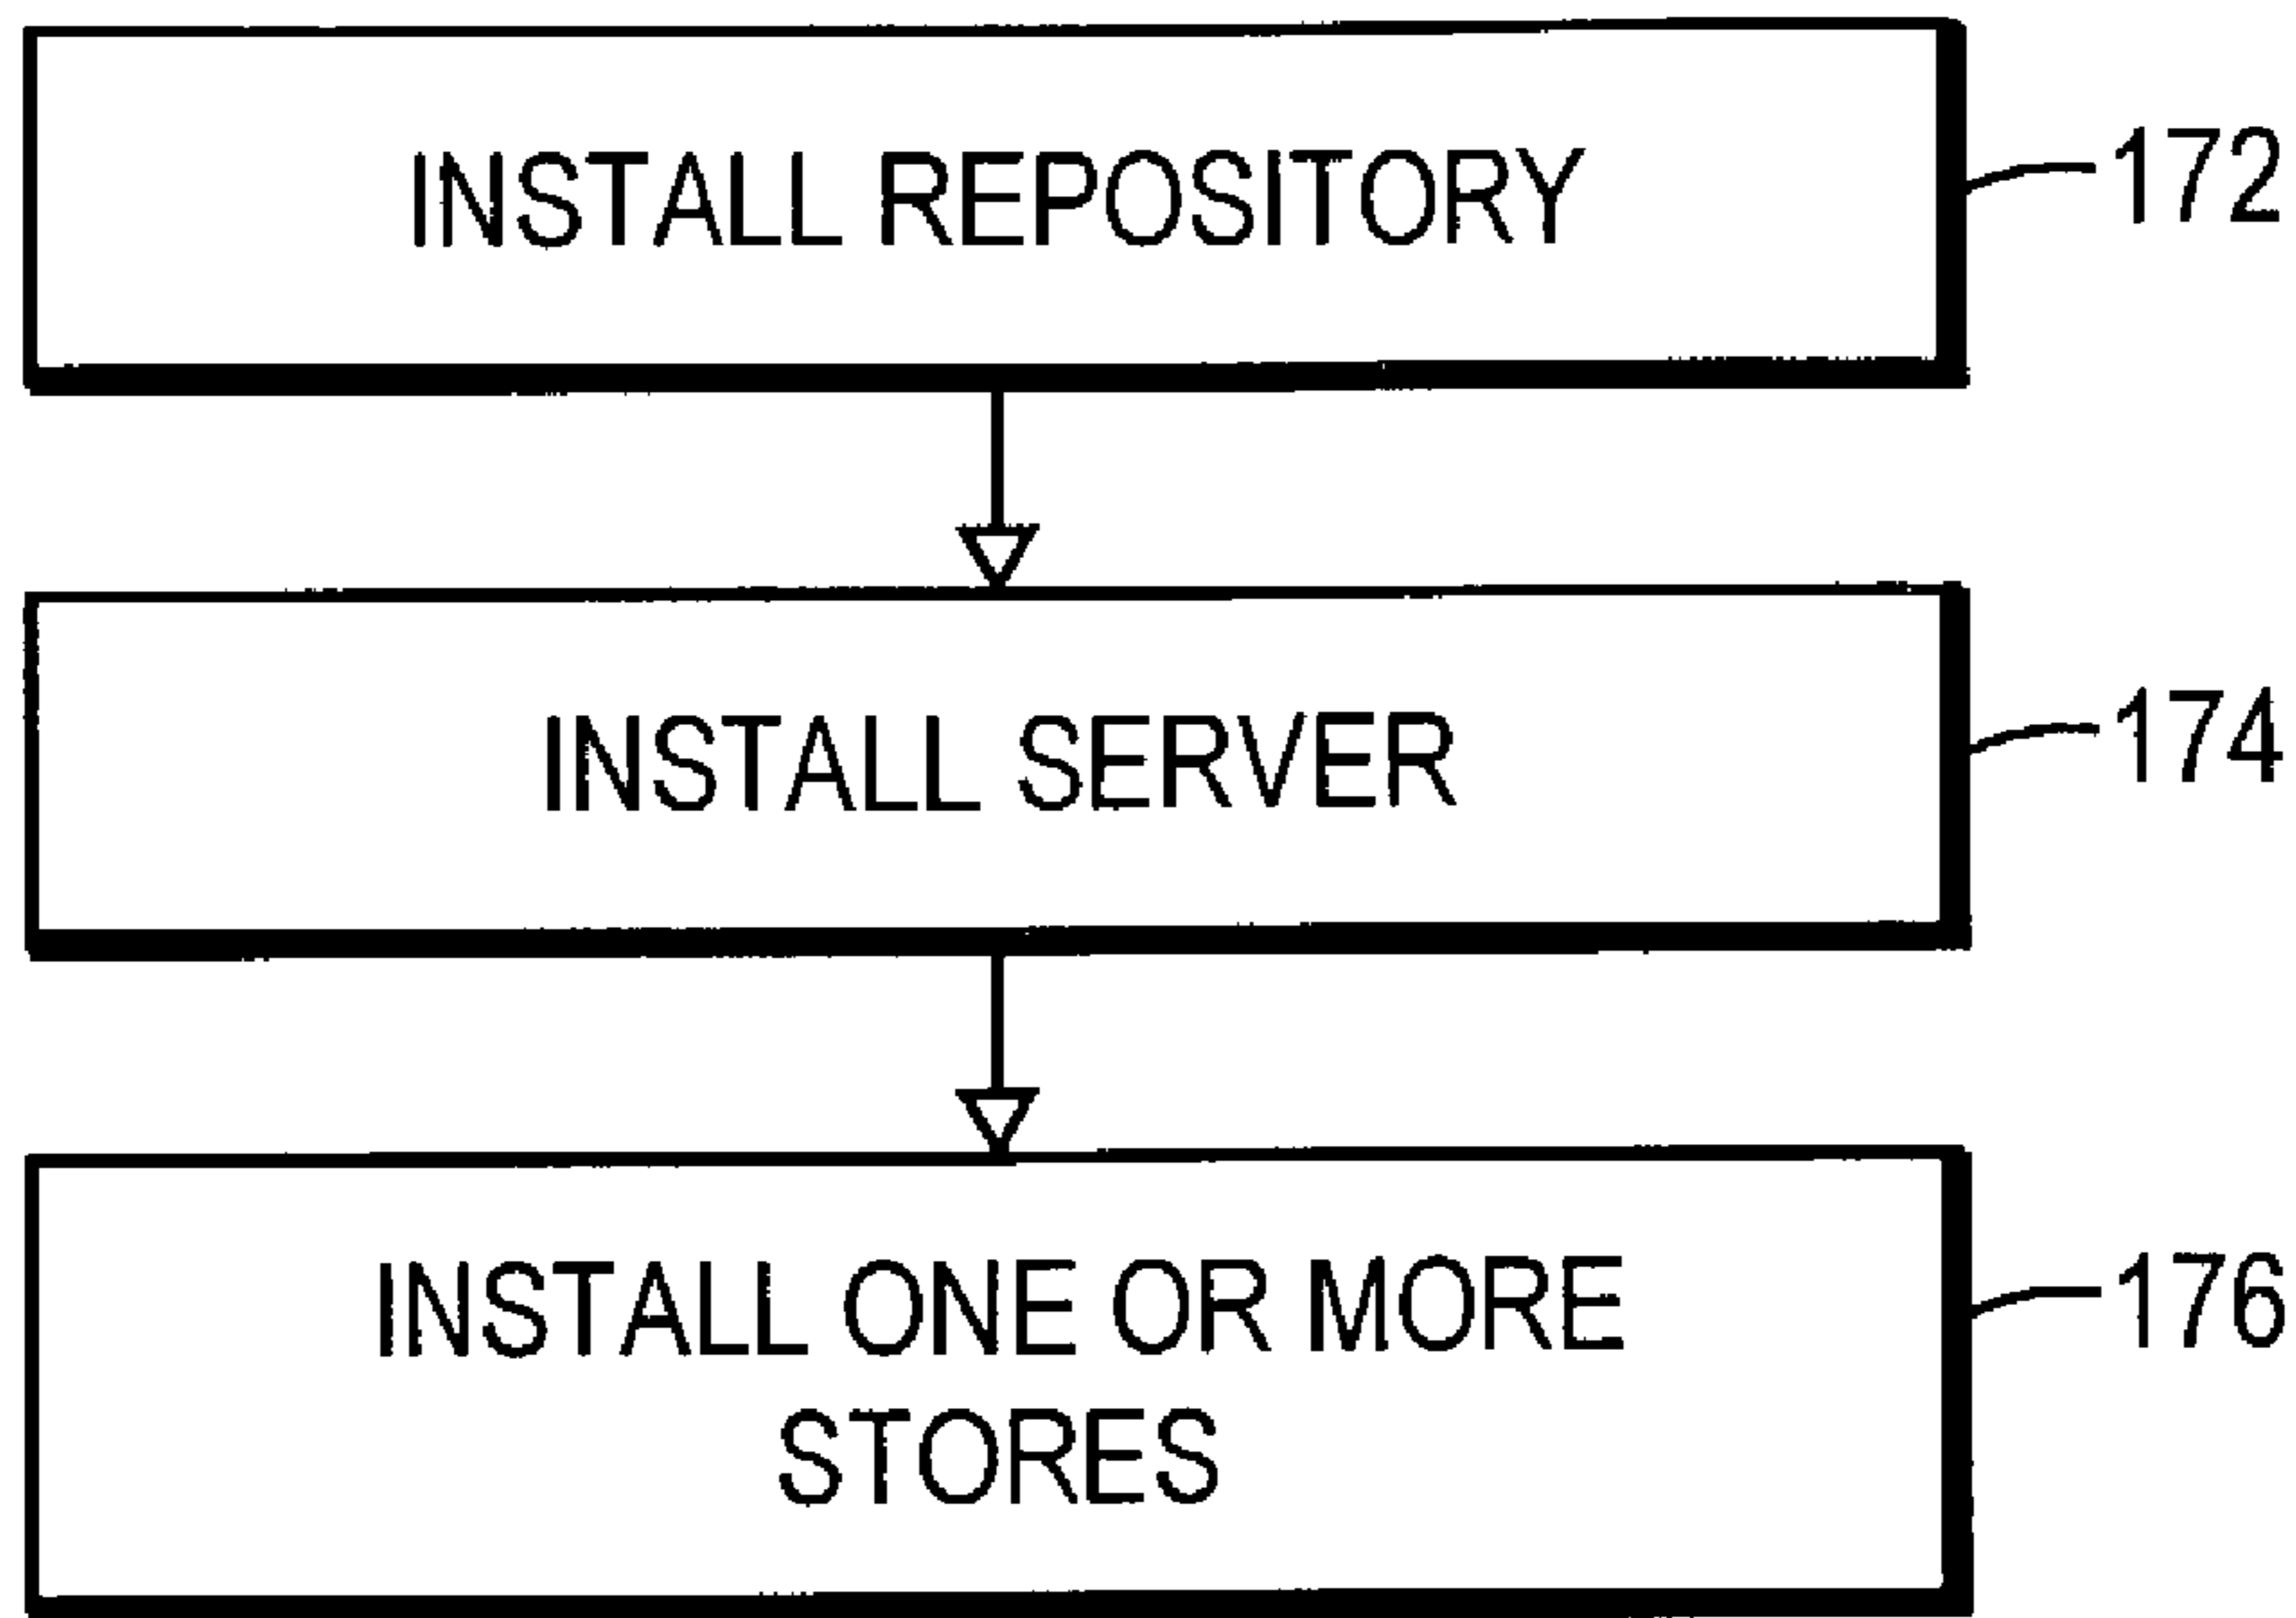 INSTALL REPOSITORY
172
INSTALL SERVER
174
INSTALL ONE OR MORE
STORES
176